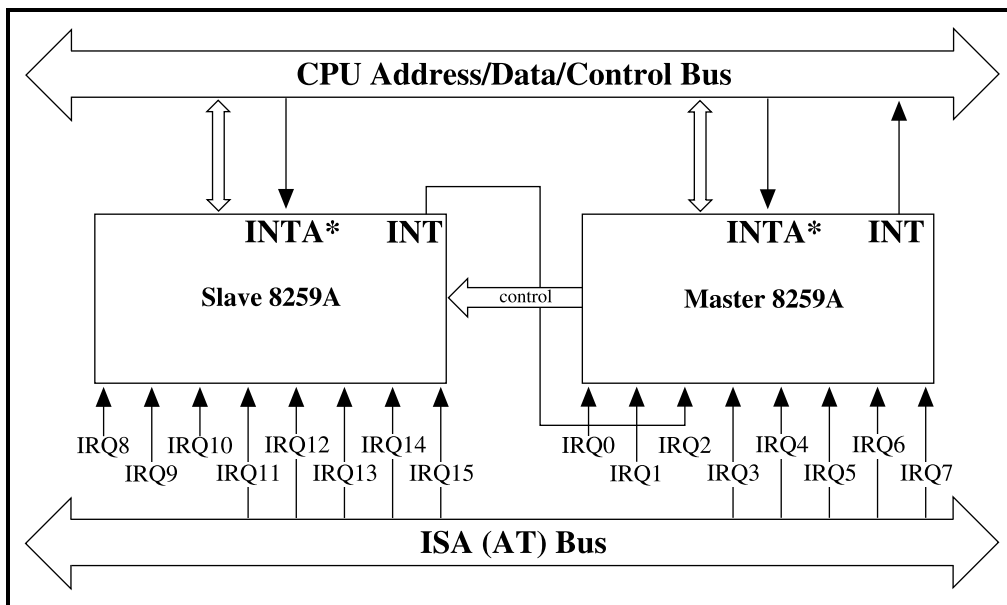 CPU Address/Data/Control Bus
INTA* INT INTA* INT
Slave 8259A control Master 8259A
IRQ8 IRQ10 IRQ12 IRQ14 IRQ0 IRQ2 IRQ4 IRQ6
IRQ9 IRQ11 IRQ13 IRQ15 IRQ1 IRQ3 IRQ5 IRQ7
ISA (AT) Bus